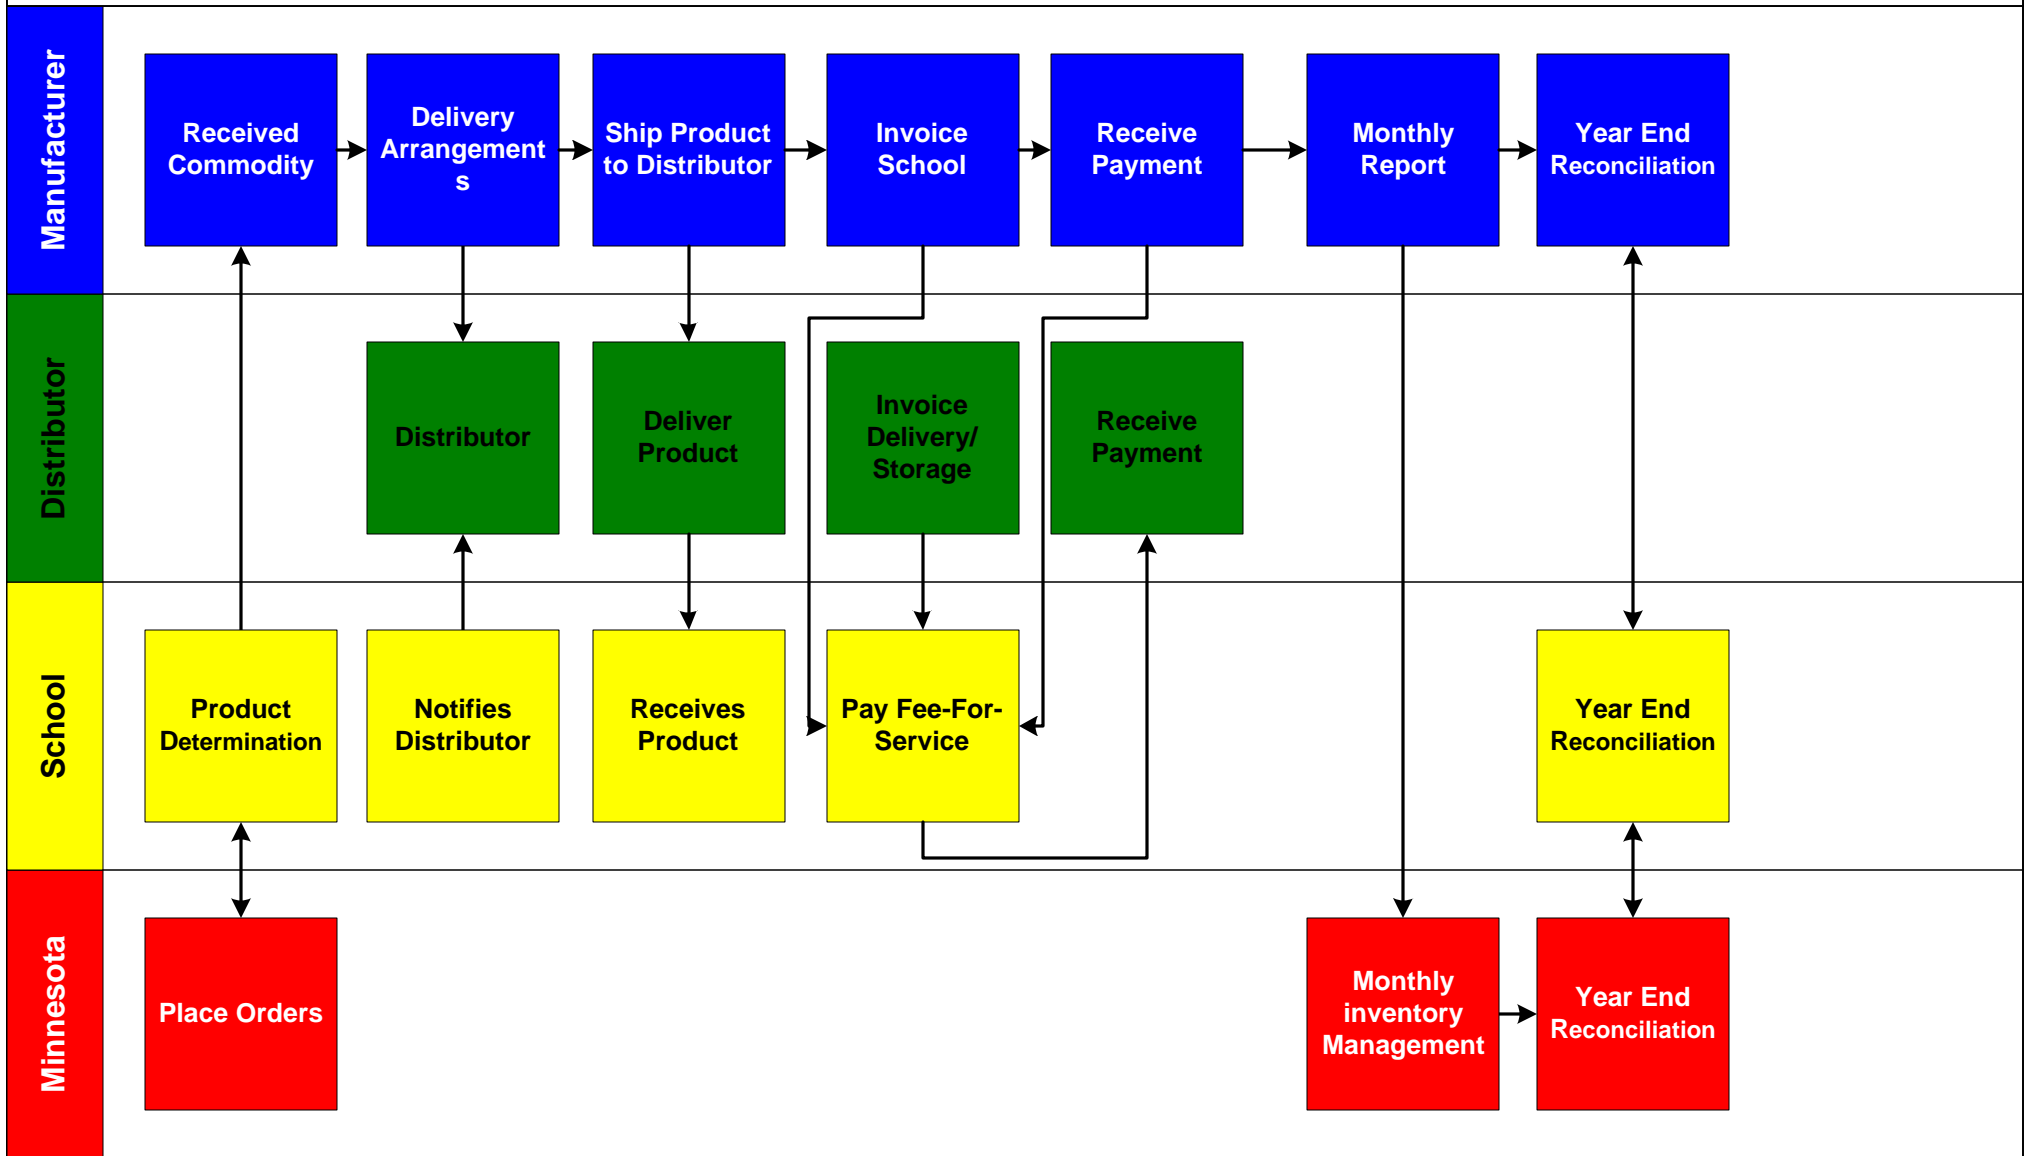 Manufacturer
Received
Commodity
Delivery
Arrangement
s
Ship Product
to Distributor
Invoice
School
Receive
Payment
Monthly
Report
Year End
Reconciliation
Distributor
Distributor
Deliver
Product
Invoice
Delivery/
Storage
Receive
Payment
School
Product
Determination
Notifies
Distributor
Receives
Product
Pay Fee-For-
Service
Year End
Reconciliation
Minnesota
Place Orders
Monthly
inventory
Management
Year End
Reconciliation